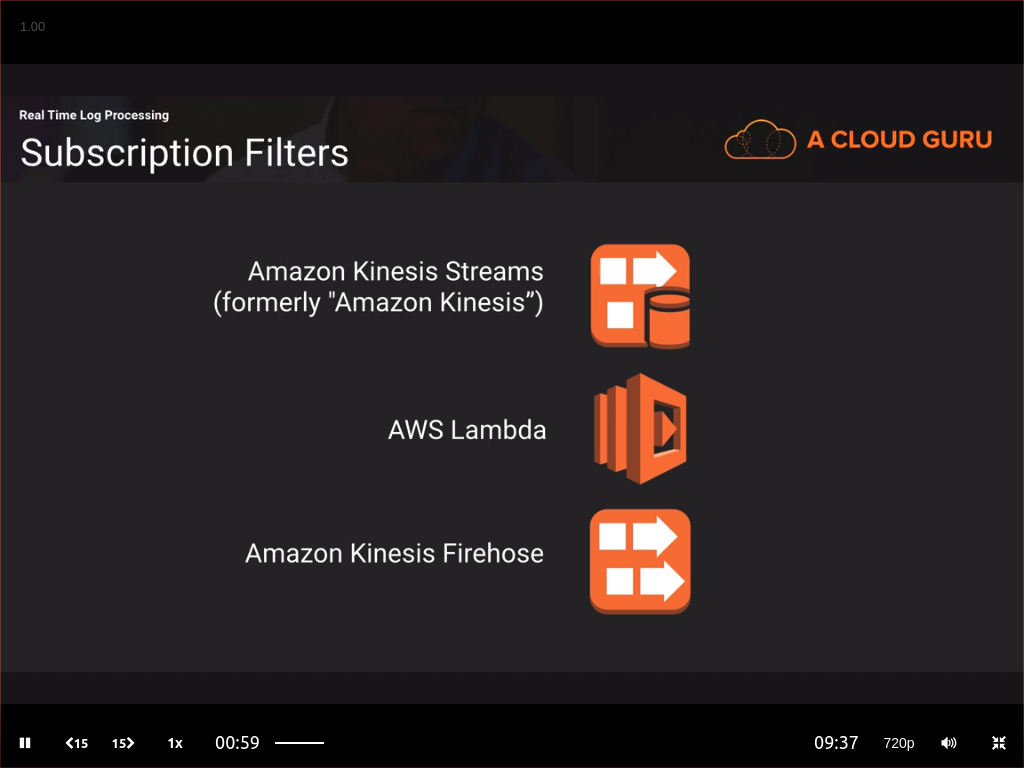 1.00
Real Time Log Processing
Subscription Filters
A CLOUD GURU
Amazon Kinesis Streams
(formerly "Amazon Kinesis”)
AWS Lambda
Amazon Kinesis Firehose
15 15 1x 00:59 09:37 720p